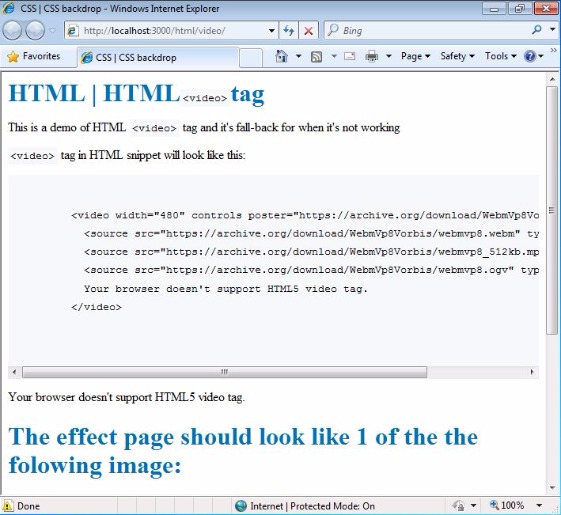 CSS | CSS backdrop - Windows Internet Explorer
http://localhost:3000/html/video/
Bing
Favorites
CSS | CSS backdrop
Page
Safety
Tools
HTML | HTML <video> tag
This is a demo of HTML <video> tag and it's fall-back for when it's not working
<video> tag in HTML snippet will look like this:
<video width="480" controls poster="https://archive.org/download/WebmVp8Vo
<source src="https://archive.org/download/WebmVp8Vorbis/webmvp8.webm" ty
<source src="https://archive.org/download/WebmVp8Vorbis/webmvp8_512kb.mp
<source src="https://archive.org/download/WebmVp8Vorbis/webmvp8.ogv" typ
Your browser doesn't support HTML5 video tag.
</video>
Your browser doesn't support HTML5 video tag.
The effect page should look like 1 of the the
folowing image:
Done
Internet | Protected Mode: On
100%